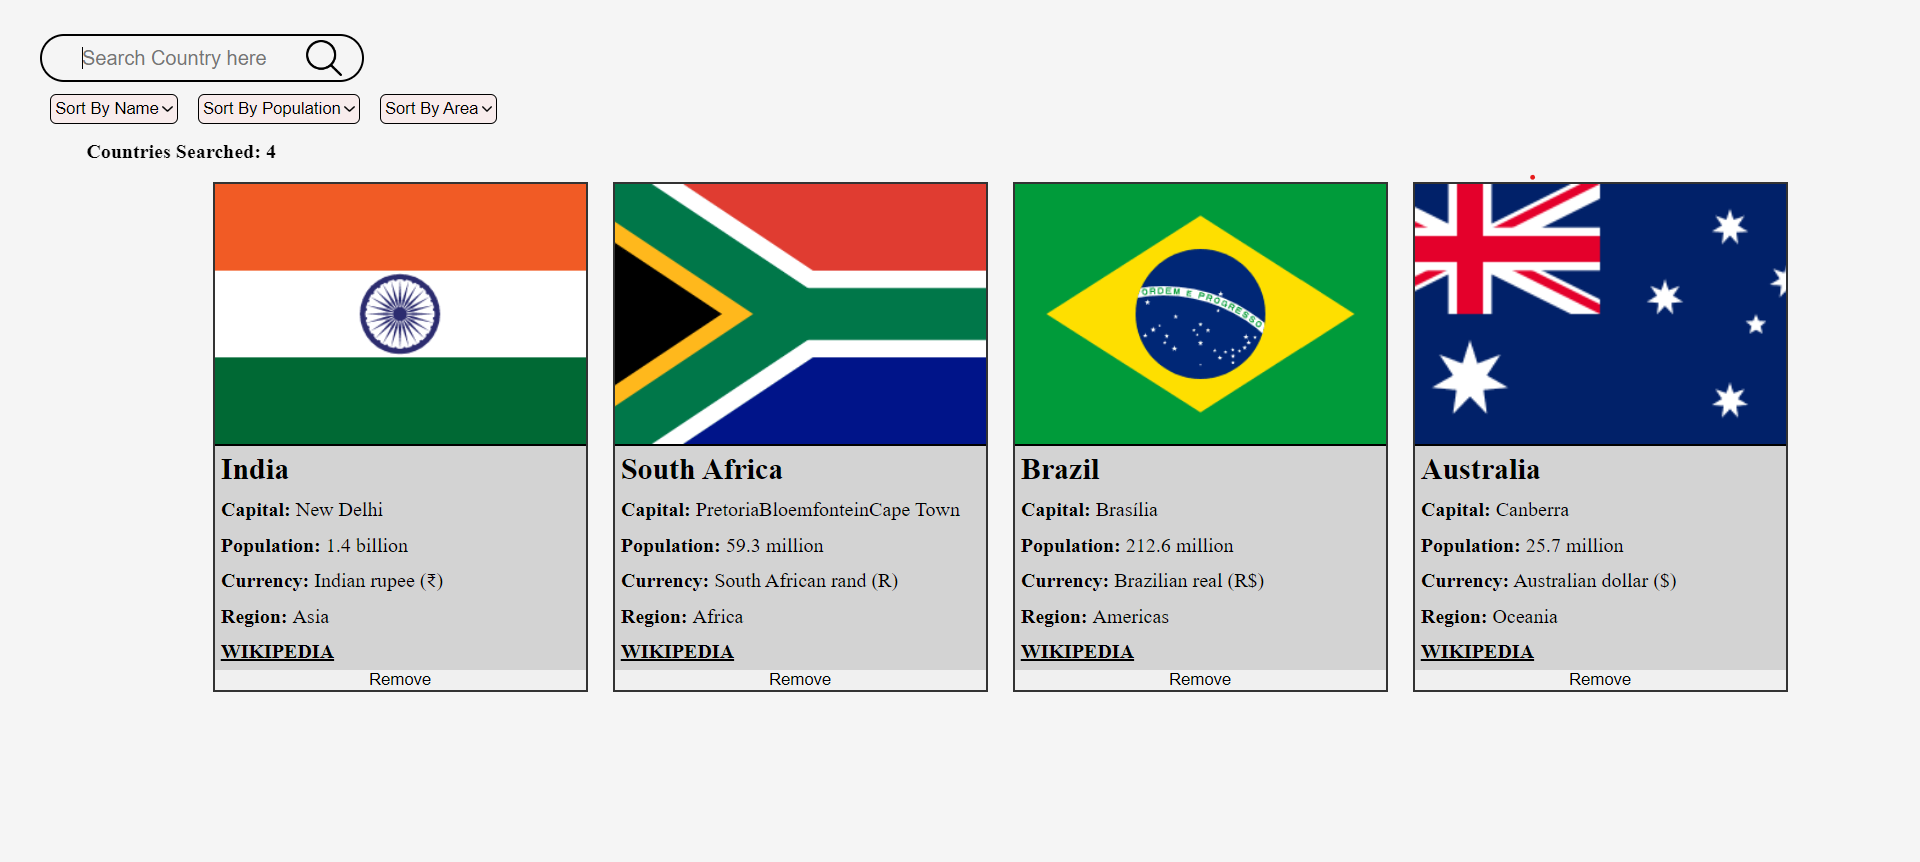 Search Country here
Sort By Name
Sort By Population
Sort By Area
Countries Searched: 4
ORDEM E PROGRESSO
India
Capital: New Delhi
Population: 1.4 billion
Currency: Indian rupee (₹)
Region: Asia
WIKIPEDIA
Remove
South Africa
Capital: PretoriaBloemfonteinCape Town
Population: 59.3 million
Currency: South African rand (R)
Region: Africa
WIKIPEDIA
Remove
Brazil
Capital: Brasília
Population: 212.6 million
Currency: Brazilian real (R$)
Region: Americas
WIKIPEDIA
Remove
Australia
Capital: Canberra
Population: 25.7 million
Currency: Australian dollar ($)
Region: Oceania
WIKIPEDIA
Remove